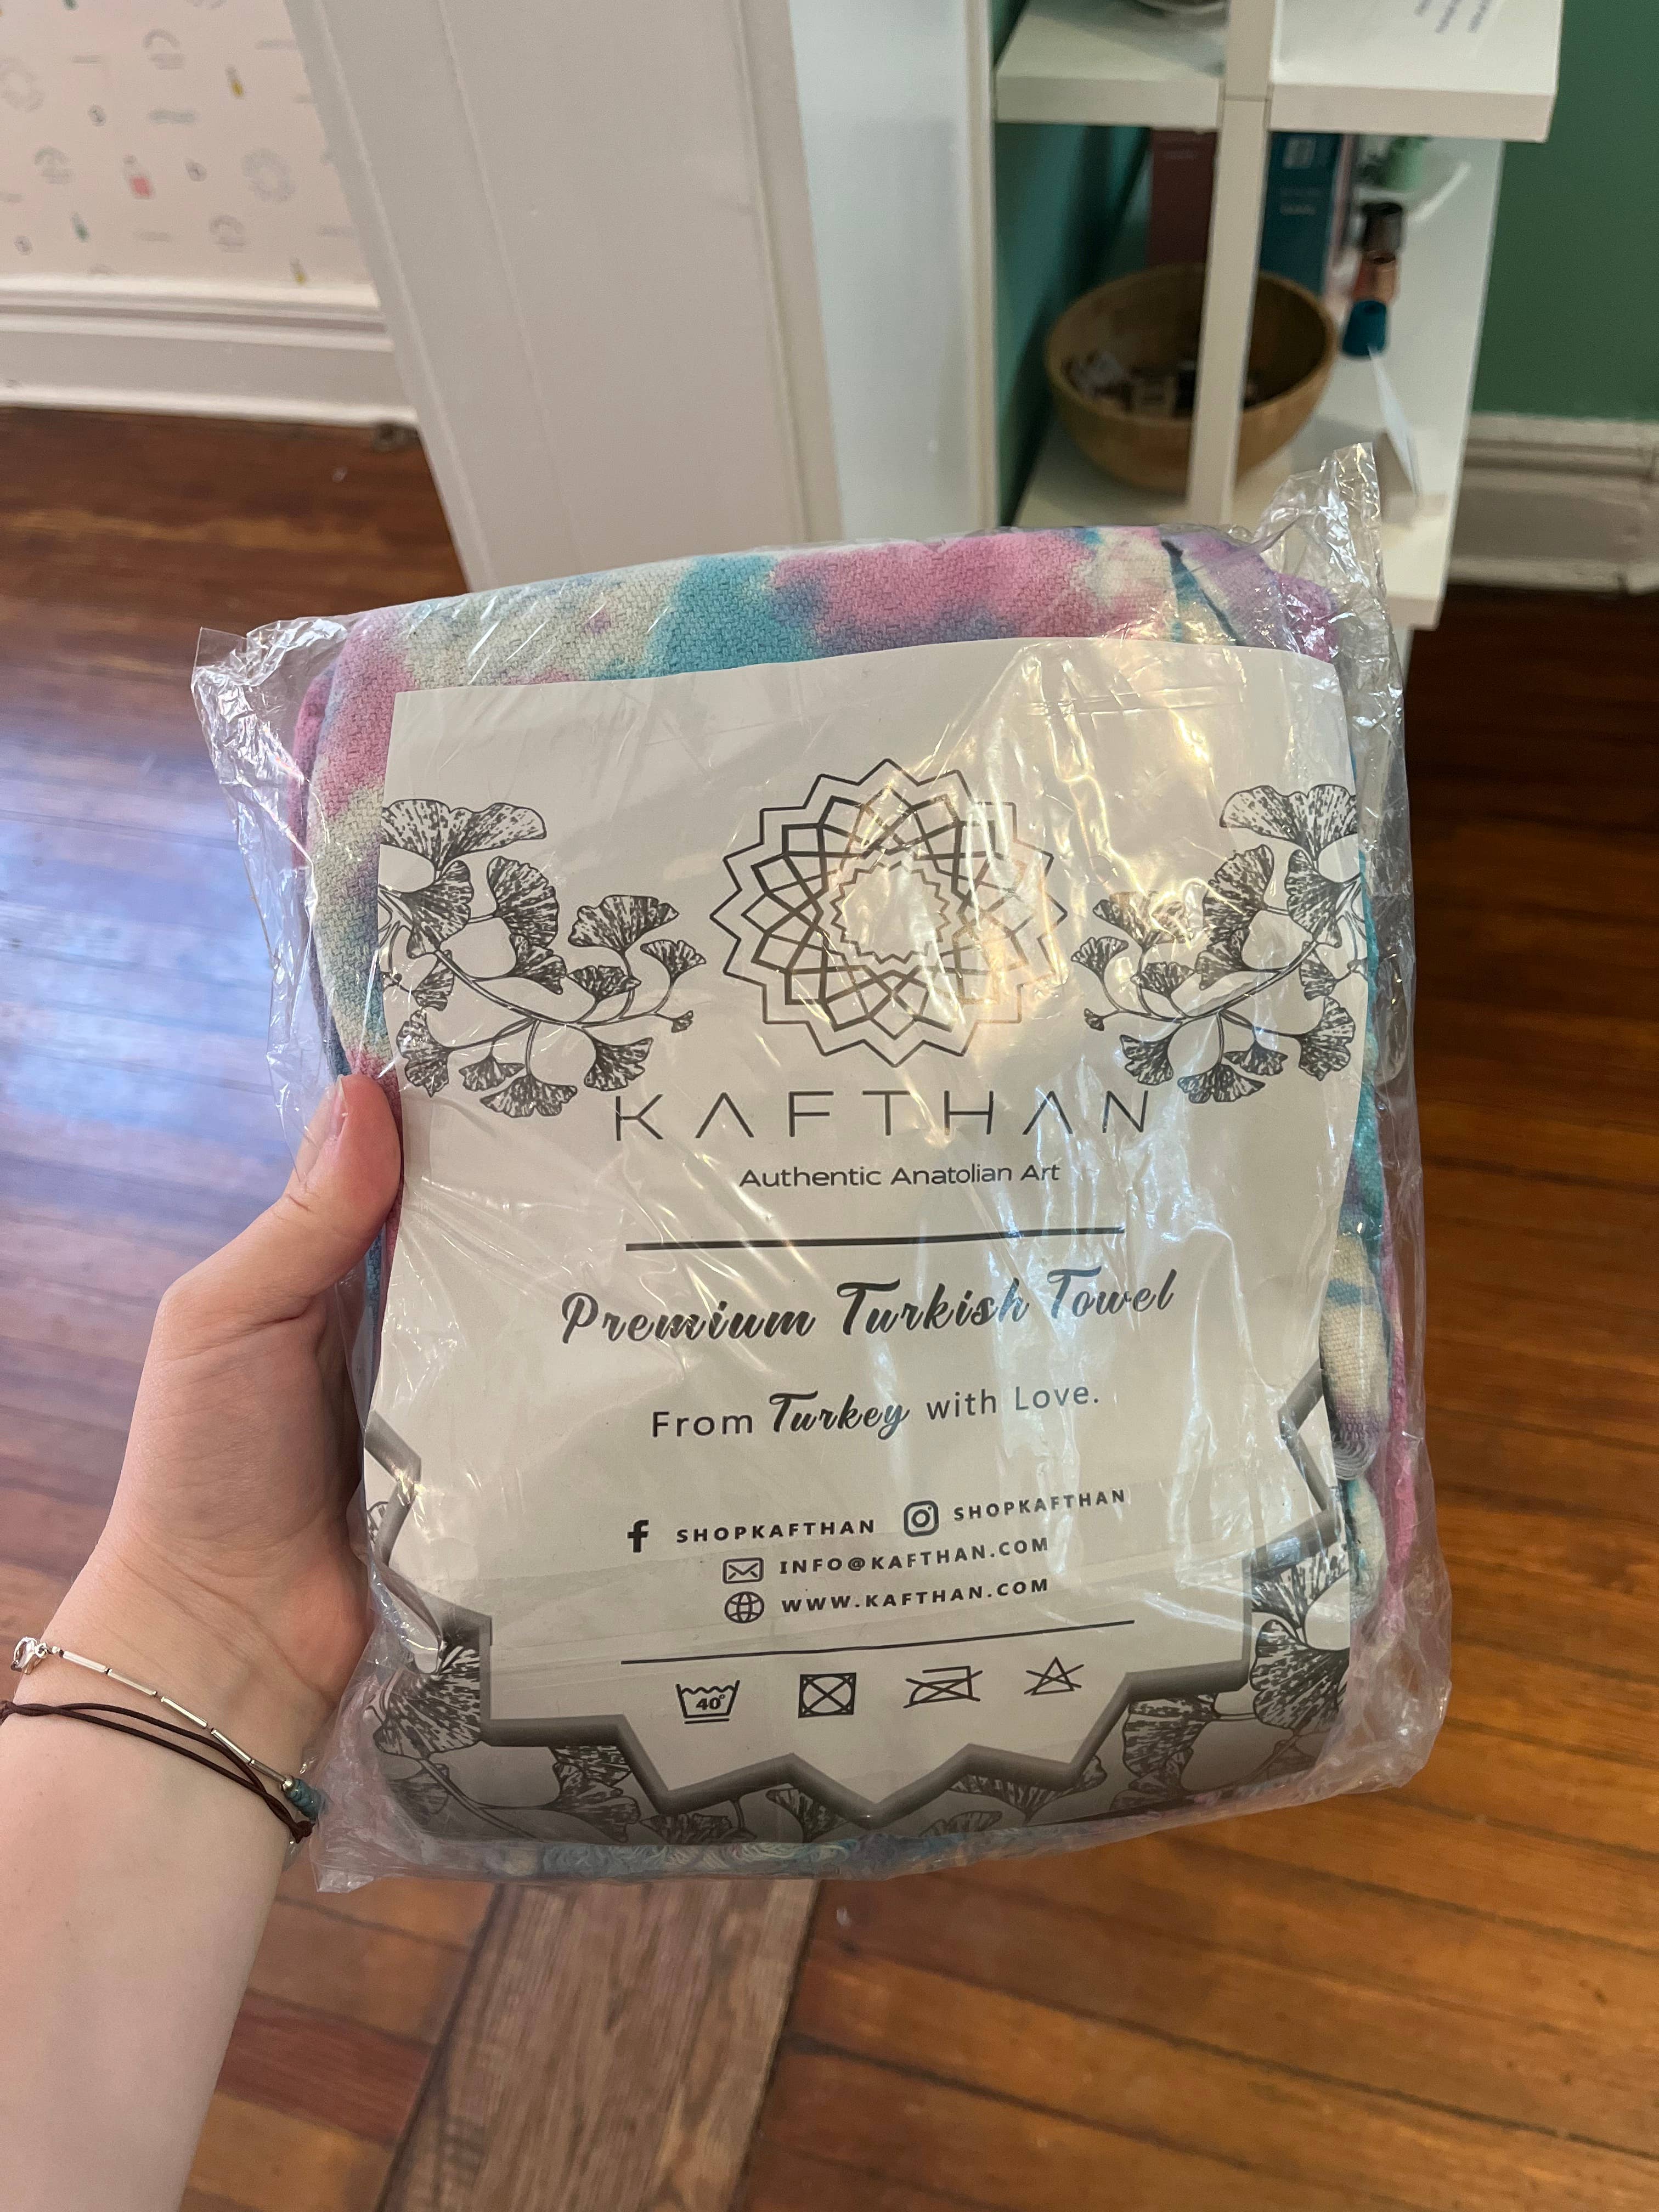 KAFTHAN
Authentic Anatolian Art
Premium Turkish Towel
From Turkey with Love.
SHOPKAFTHAN SHOPKAFTHAN
INFO@KAFTHAN.COM
WWW.KAFTHAN.COM
40°